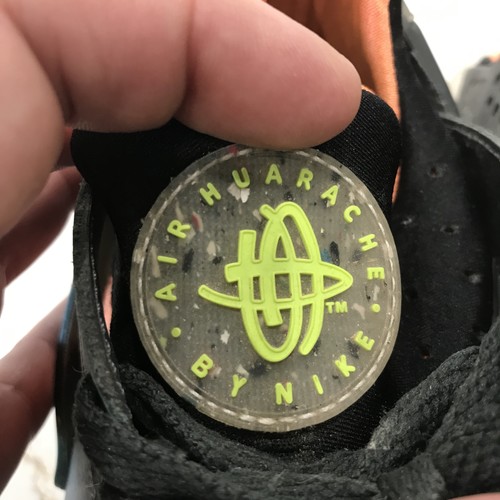 AIR HUARACHE
TM
• BY NIKE •